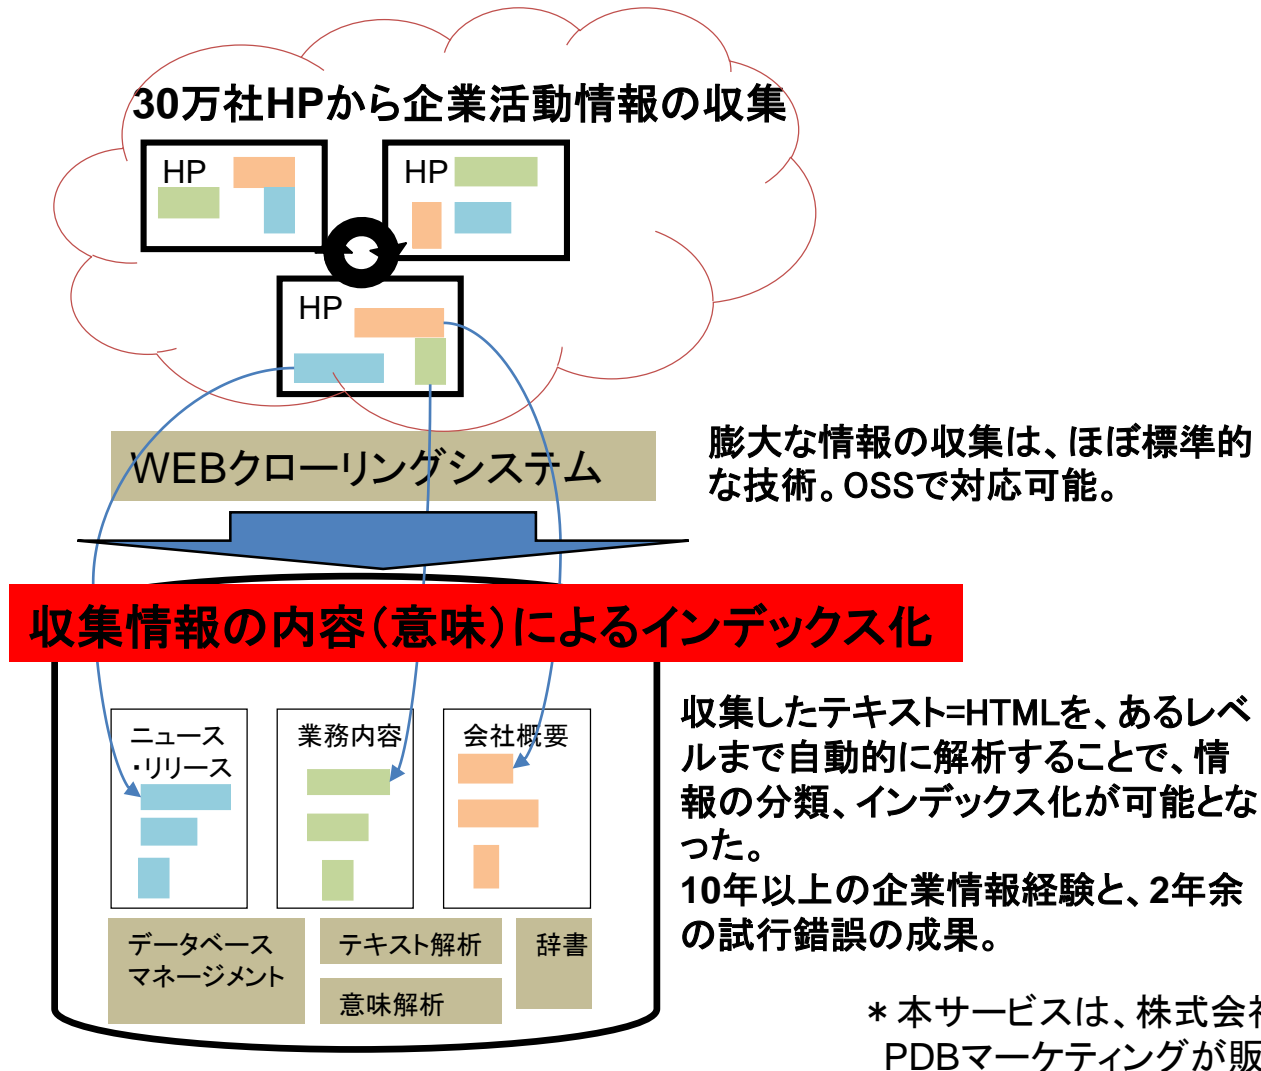 30万社HPから企業活動情報の収集
HP
HP
HP
WEBクローリングシステム
膨大な情報の収集は、ほぼ標準的
な技術。OSSで対応可能。
収集情報の内容(意味)によるインデックス化
ニュース
・リリース
業務内容
会社概要
収集したテキスト=HTMLを、あるレベ
ルまで自動的に解析することで、情
報の分類、インデックス化が可能とな
った。
10年以上の企業情報経験と、2年余
の試行錯誤の成果。
データベース
マネージメント
テキスト解析
意味解析
辞書
＊本サービスは、株式会社
PDBマーケティングが販